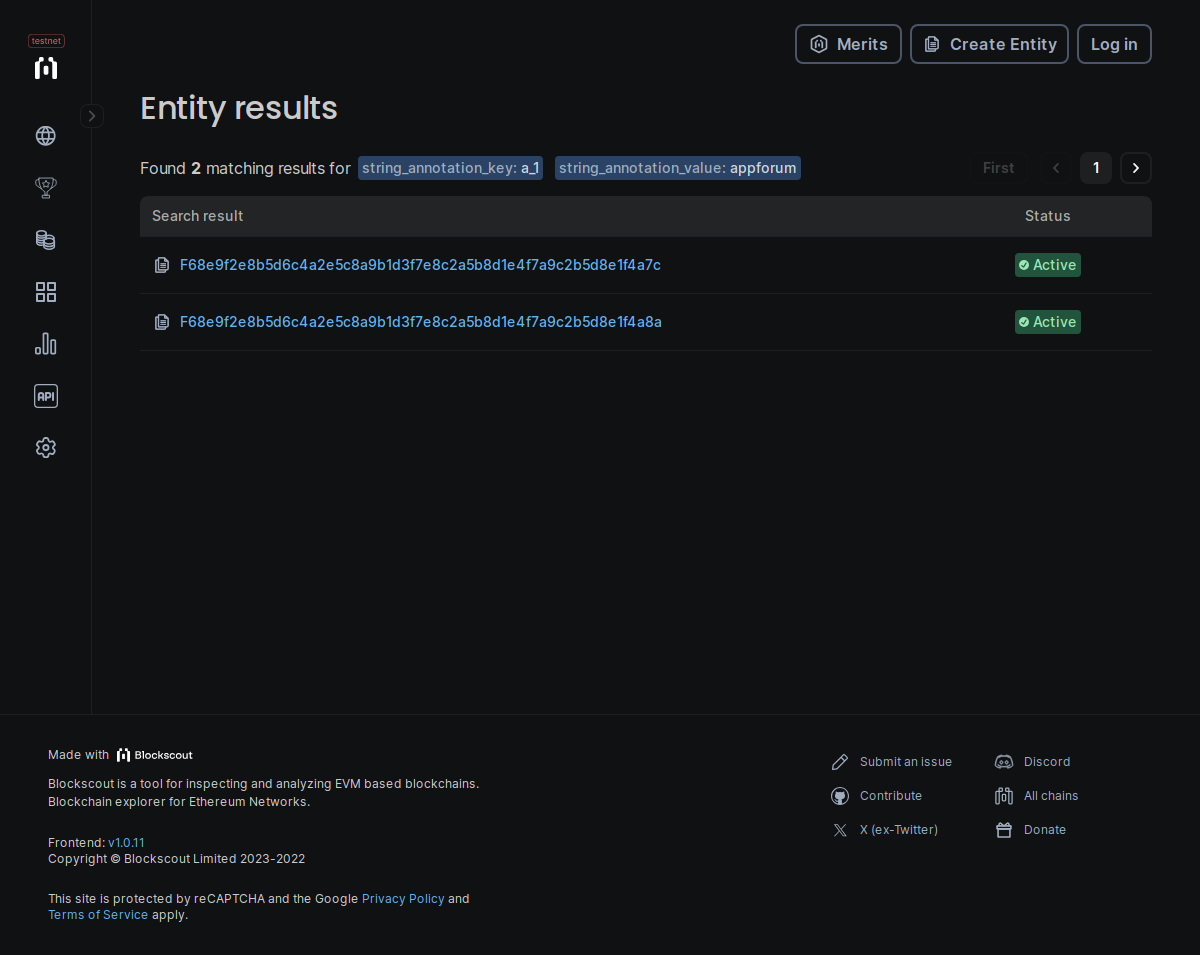 testnet
Merits
Create Entity
Log in
Entity results
Found 2 matching results for string_annotation_key: a_1 string_annotation_value: appforum
First
1
Search result
Status
F68e9f2e8b5d6c4a2e5c8a9b1d3f7e8c2a5b8d1e4f7a9c2b5d8e1f4a7c
Active
F68e9f2e8b5d6c4a2e5c8a9b1d3f7e8c2a5b8d1e4f7a9c2b5d8e1f4a8a
Active
API
Made with Blockscout
Blockscout is a tool for inspecting and analyzing EVM based blockchains.
Blockchain explorer for Ethereum Networks.
Frontend: v1.0.11
Copyright © Blockscout Limited 2023-2022
This site is protected by reCAPTCHA and the Google Privacy Policy and
Terms of Service apply.
Submit an issue
Discord
Contribute
All chains
X (ex-Twitter)
Donate